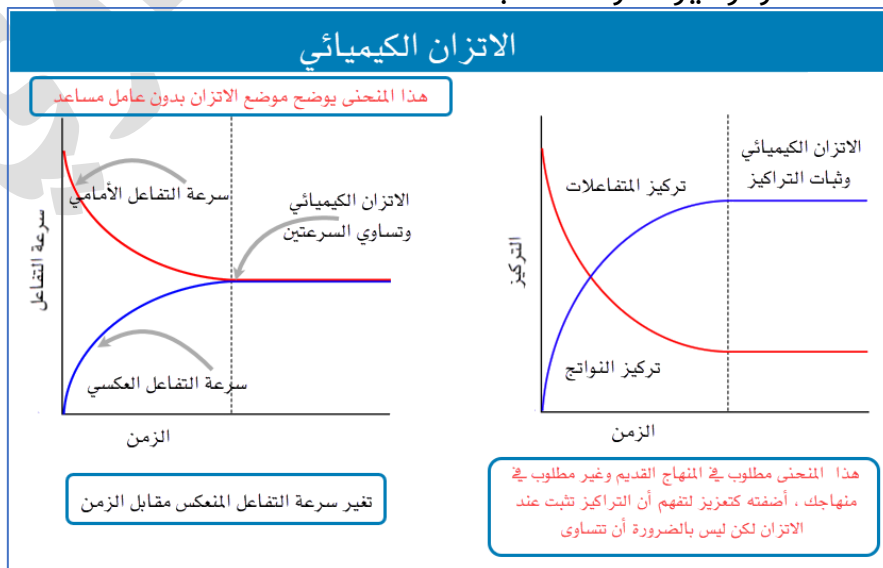 الاتزان الكيميائي
هذا المنحنى يوضح موضع الاتزان بدون عامل مساعد
الاتزان الكيميائي
وثبات التراكيز
تركيز المتفاعلات
التركيز
تركيز النواتج
الزمن
هذا المنحنى مطلوب في المنهاج القديم وغير مطلوب في
منهاجك ، أضفته كتعزيز لتفهم أن التراكيز تثبت عند
الاتزان لكن ليس بالضرورة أن تتساوى
سرعة التفاعل الأمامي
الاتزان الكيميائي
وتساوي السرعتين
سرعة التفاعل
سرعة التفاعل العكسي
الزمن
تغير سرعة التفاعل المنعكس مقابل الزمن